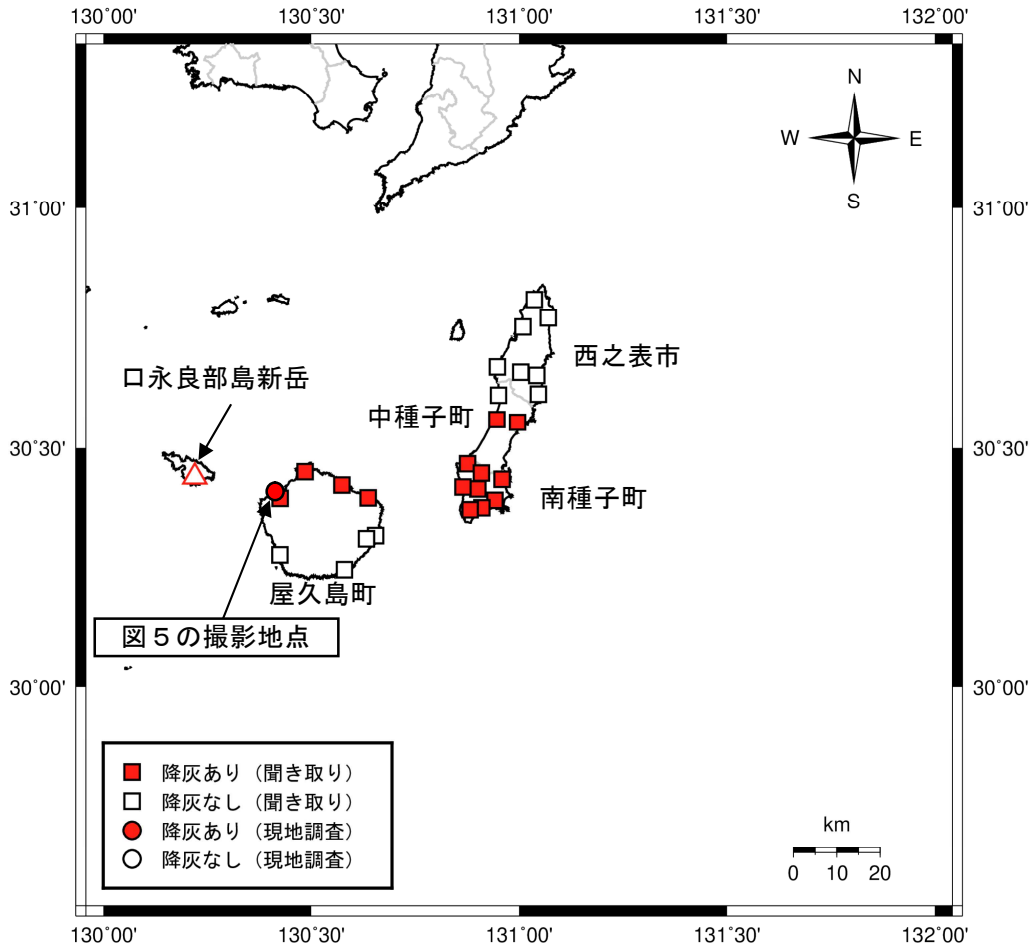 130˚00' 130˚30' 131˚00' 131˚30' 132˚00'
N
W E
S
31˚00' 31˚00'
西之表市
口永良部島新岳
中種子町
30˚30' 30˚30'
南種子町
屋久島町
図５の撮影地点
30˚00' 30˚00'
降灰あり（聞き取り）
降灰なし（聞き取り）
降灰あり（現地調査）
降灰なし（現地調査）
km
0 10 20
130˚00' 130˚30' 131˚00' 131˚30' 132˚00'